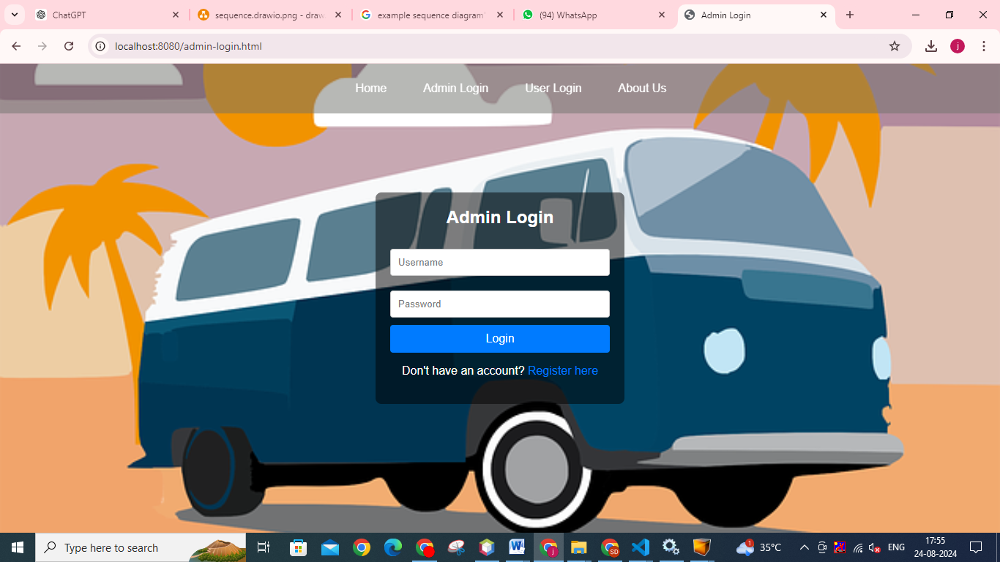 ChatGPT
sequence.drawio.png - draw
example sequence diagram
(94) WhatsApp
Admin Login
localhost:8080/admin-login.html
j
Home
Admin Login
User Login
About Us
Admin Login
Username
Password
Login
Don't have an account? Register here
Type here to search
W
j
SD
1
35°C
ENG
17:55
24-08-2024